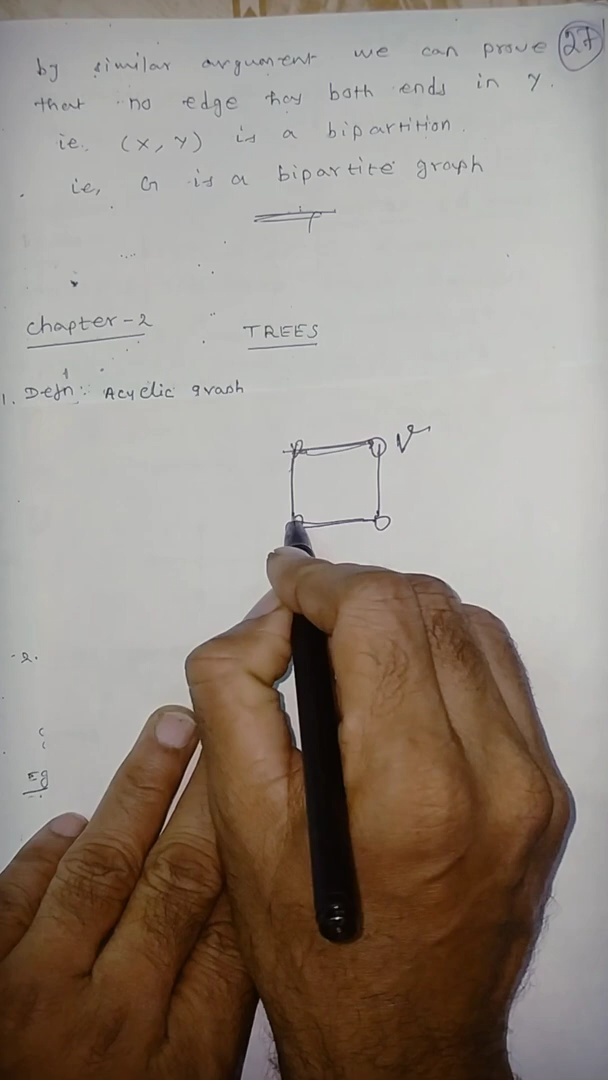 by similar argument we can prove 27
that no edge has both ends in Y.
ie. (X, Y) is a bipartition.
ie, G is a bipartite graph
Chapter-2 TREES
1. Defn: Acyclic graph
V
2.
Eg